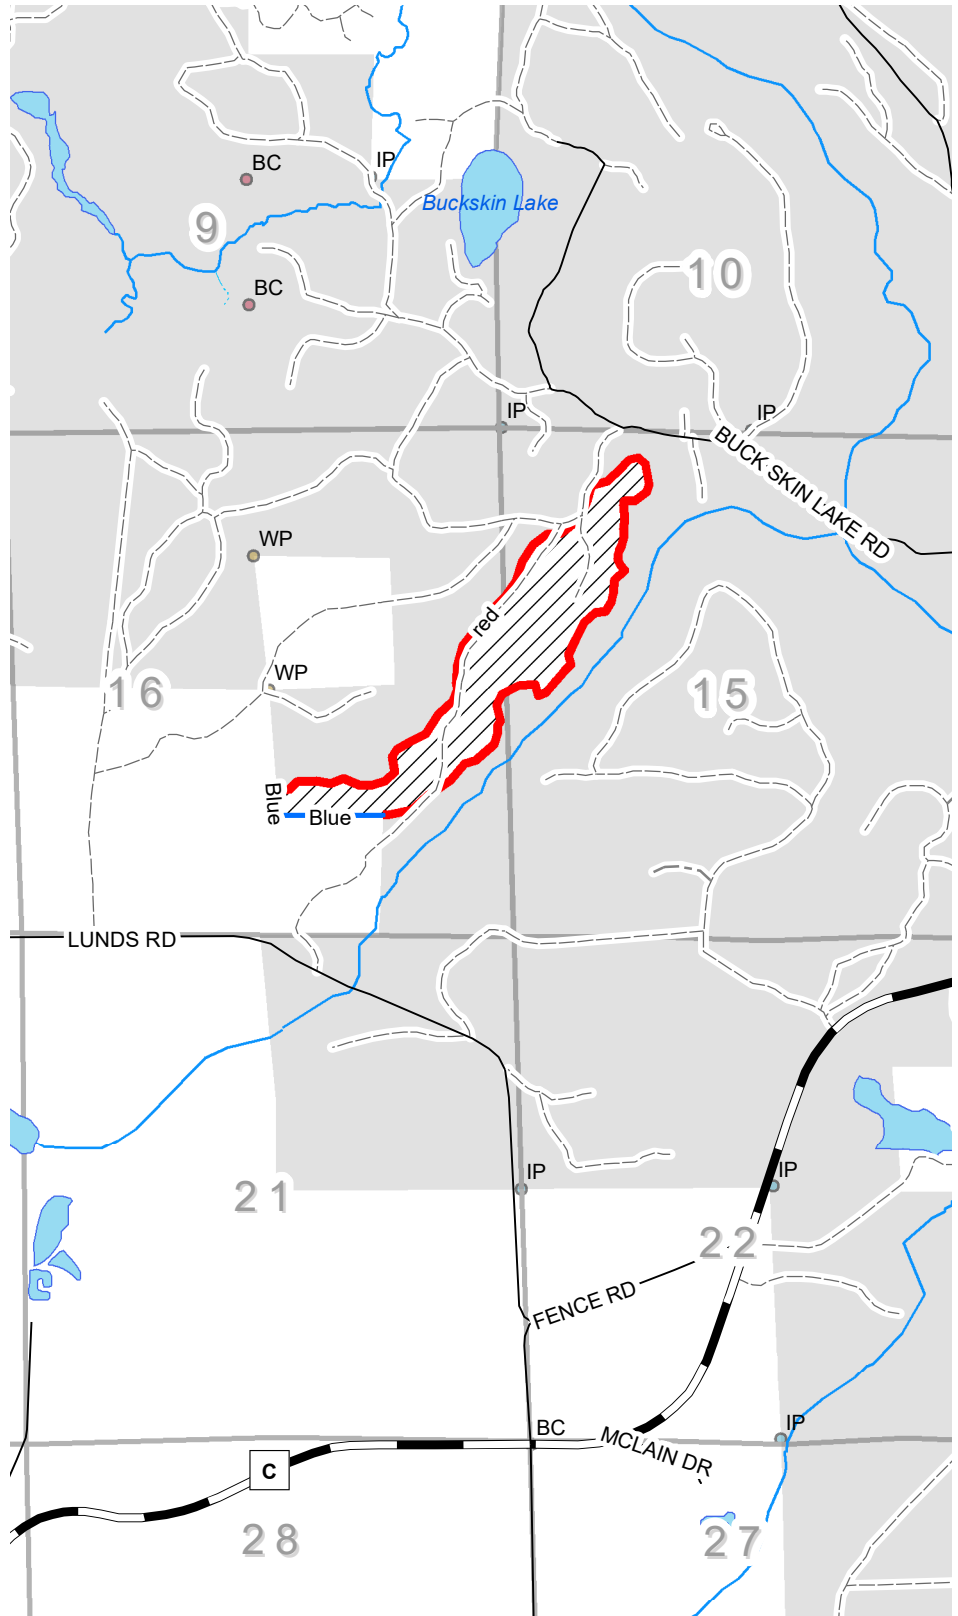 BC
IP
Buckskin Lake
9
10
BC
IP
IP
BUCK SKIN LAKE RD
WP
red
WP
16
15
Blue
Blue
LUNDS RD
IP
IP
21
22
FENCE RD
BC
IP
MCLAIN DR
C
28
27